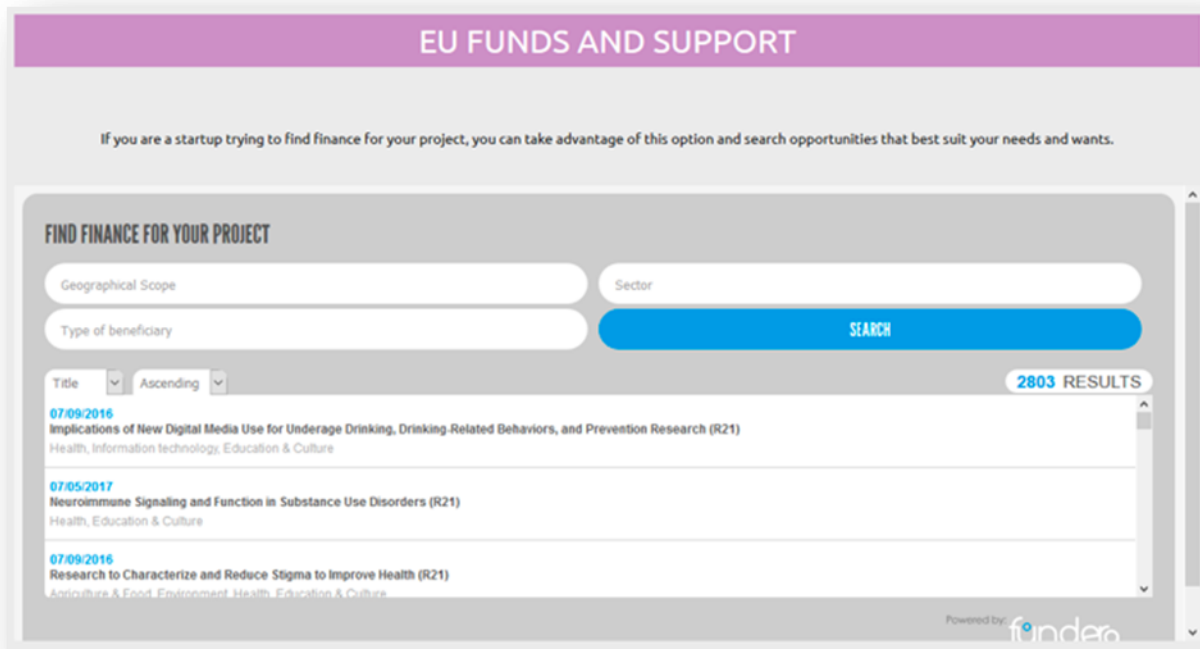 EU FUNDS AND SUPPORT
If you are a startup trying to find finance for your project, you can take advantage of this option and search opportunities that best suit your needs and wants.
FIND FINANCE FOR YOUR PROJECT
Geographical Scope
Sector
Type of beneficiary
SEARCH
Title
Ascending
2803 RESULTS
07/09/2016
Implications of New Digital Media Use for Underage Drinking, Drinking-Related Behaviors, and Prevention Research (R21)
Health, Information technology, Education & Culture
07/05/2017
Neuroimmune Signaling and Function in Substance Use Disorders (R21)
Health, Education & Culture
07/09/2016
Research to Characterize and Reduce Stigma to Improve Health (R21)
Agriculture & Food, Environment, Health, Education & Culture
Powered by: